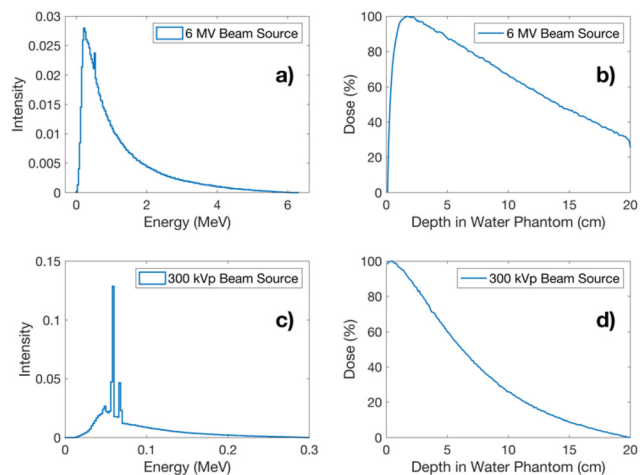 0.03
0.025
0.02
0.015
0.01
0.005
0
Intensity
6 MV Beam Source
a)
0 2 4 6
Energy (MeV)
100
80
60
40
20
0
Dose (%)
6 MV Beam Source
b)
0 5 10 15 20
Depth in Water Phantom (cm)
0.15
0.1
0.05
0
Intensity
300 kVp Beam Source
c)
0 0.1 0.2 0.3
Energy (MeV)
100
80
60
40
20
0
Dose (%)
300 kVp Beam Source
d)
0 5 10 15 20
Depth in Water Phantom (cm)